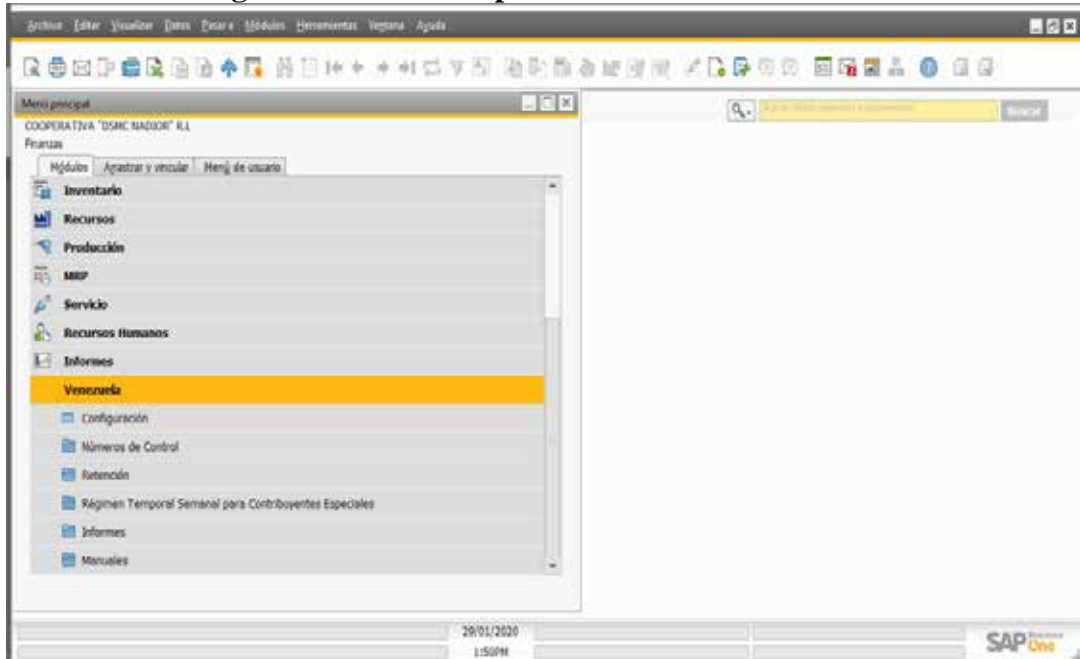 Archivo Editar Visualizar Datos Pasar a Módulos Herramientas Ventana Ayuda
Menú principal
COOPERATIVA "DSMC NADIOR" R.L
Finanzas
Módulos Arrastrar y vincular Menú de usuario
Buscar
Inventario
Recursos
Producción
MRP
Servicio
Recursos Humanos
Informes
Venezuela
Configuración
Números de Control
Retención
Régimen Temporal Semanal para Contribuyentes Especiales
Informes
Manuales
29/01/2020
1:50PM
SAP Business One